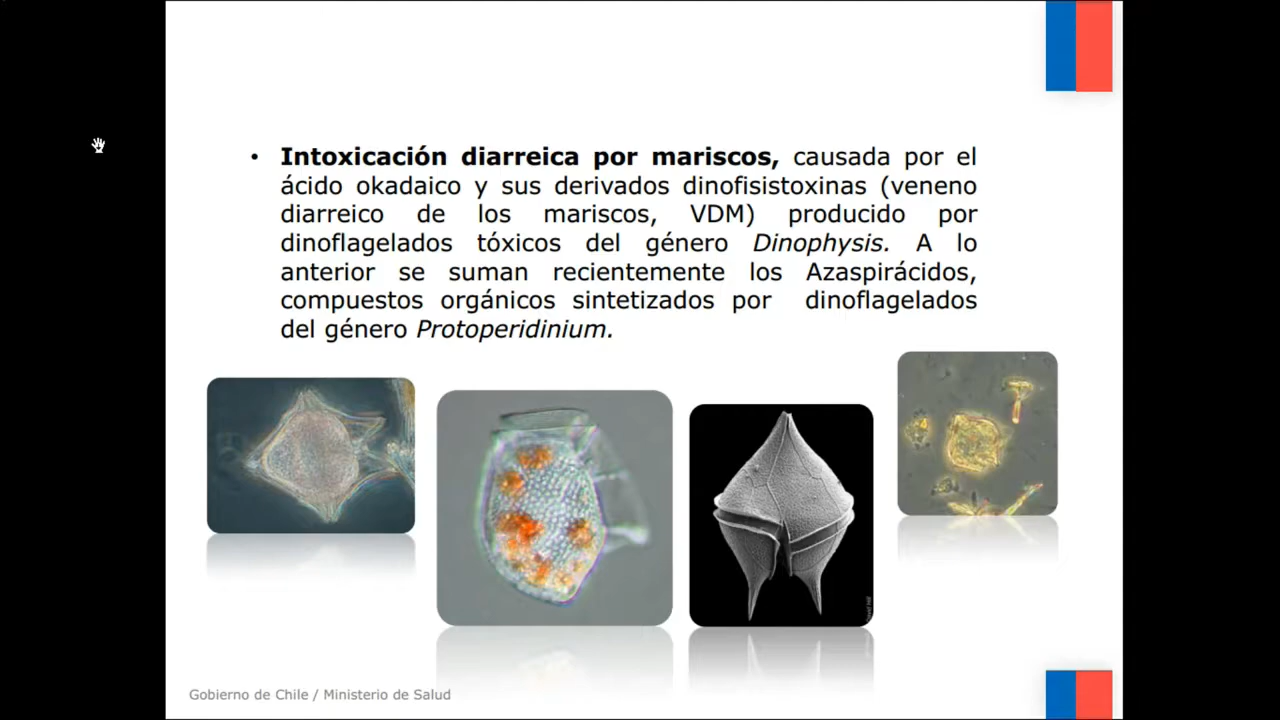 • Intoxicación diarreica por mariscos, causada por el
ácido okadaico y sus derivados dinofisistoxinas (veneno
diarreico de los mariscos, VDM) producido por
dinoflagelados tóxicos del género Dinophysis. A lo
anterior se suman recientemente los Azaspirácidos,
compuestos orgánicos sintetizados por dinoflagelados
del género Protoperidinium.
Gobierno de Chile / Ministerio de Salud